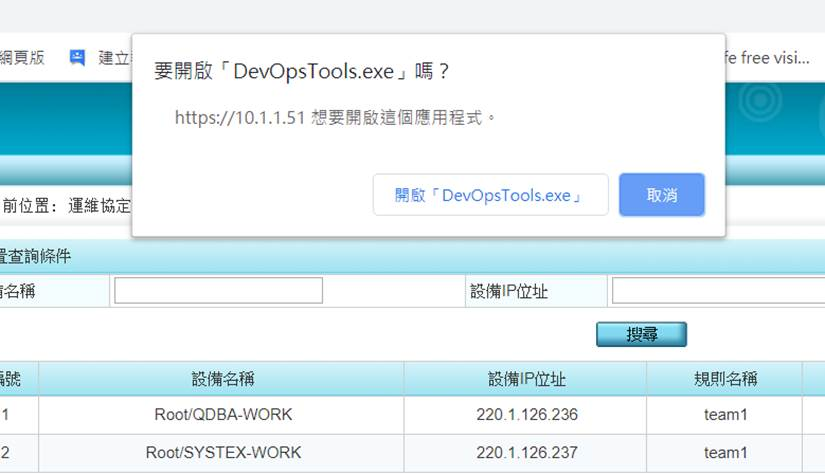 網頁版 建立
fe free visi...
要開啟「DevOpsTools.exe」嗎？
https://10.1.1.51 想要開啟這個應用程式。
開啟「DevOpsTools.exe」 取消
前位置: 運維協定
置查詢條件
備名稱 設備IP位址
搜尋
編號 設備名稱 設備IP位址 規則名稱
1 Root/QDBA-WORK 220.1.126.236 team1
2 Root/SYSTEX-WORK 220.1.126.237 team1